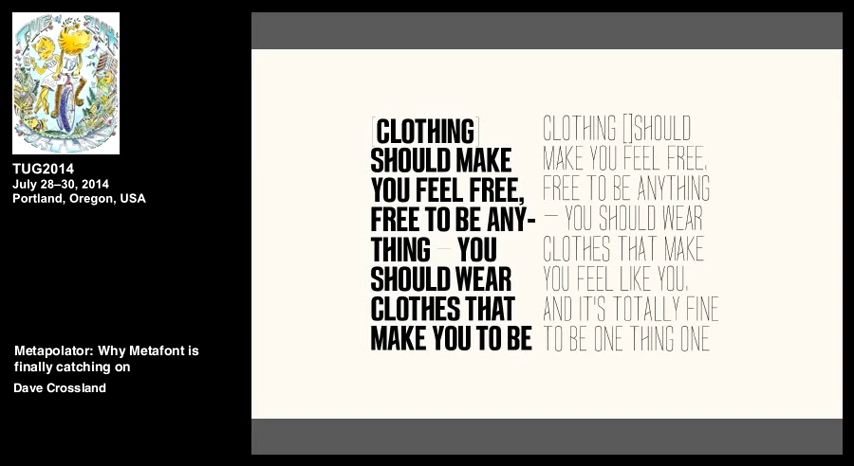 TUG2014
July 28–30, 2014
Portland, Oregon, USA
Metapolator: Why Metafont is
finally catching on
Dave Crossland
[CLOTHING]
SHOULD MAKE
YOU FEEL FREE,
FREE TO BE ANY-
THING — YOU
SHOULD WEAR
CLOTHES THAT
MAKE YOU TO BE
CLOTHING []SHOULD
MAKE YOU FEEL FREE,
FREE TO BE ANYTHING
— YOU SHOULD WEAR
CLOTHES THAT MAKE
YOU FEEL LIKE YOU,
AND IT'S TOTALLY FINE
TO BE ONE THING ONE